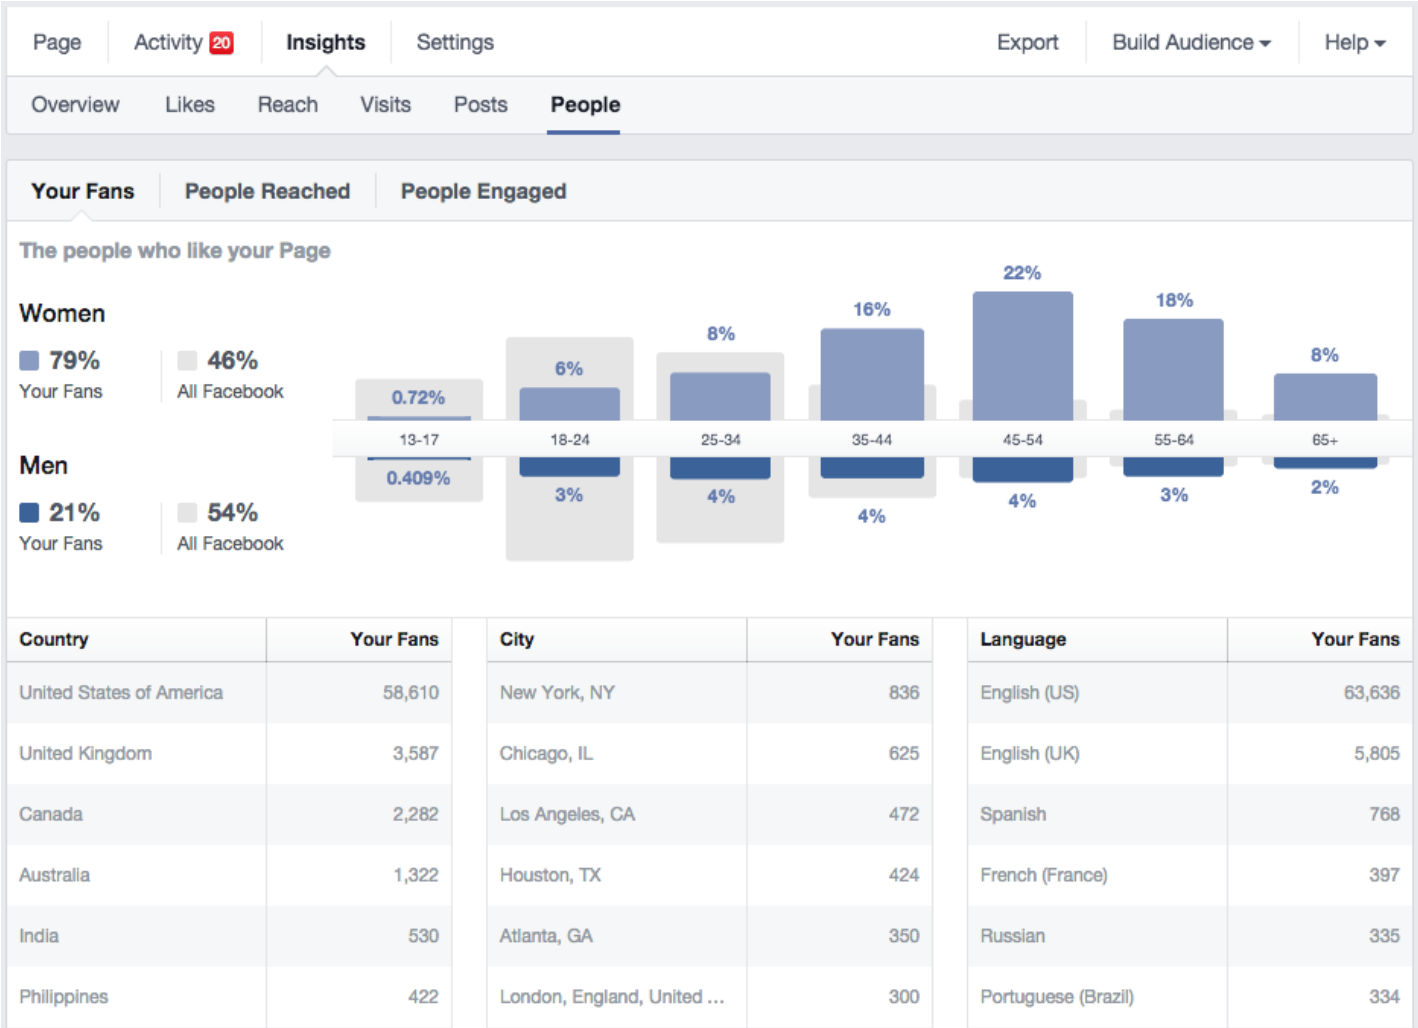 Page Activity 20 Insights Settings Export Build Audience Help
Overview Likes Reach Visits Posts People
Your Fans People Reached People Engaged
The people who like your Page
Women
79% 46%
Your Fans All Facebook
0.72% 6% 8% 16% 22% 18% 8%
13-17 18-24 25-34 35-44 45-54 55-64 65+
Men
0.409% 3% 4% 4% 4% 3% 2%
21% 54%
Your Fans All Facebook
Country Your Fans City Your Fans Language Your Fans
United States of America 58,610 New York, NY 836 English (US) 63,636
United Kingdom 3,587 Chicago, IL 625 English (UK) 5,805
Canada 2,282 Los Angeles, CA 472 Spanish 768
Australia 1,322 Houston, TX 424 French (France) 397
India 530 Atlanta, GA 350 Russian 335
Philippines 422 London, England, United ... 300 Portuguese (Brazil) 334